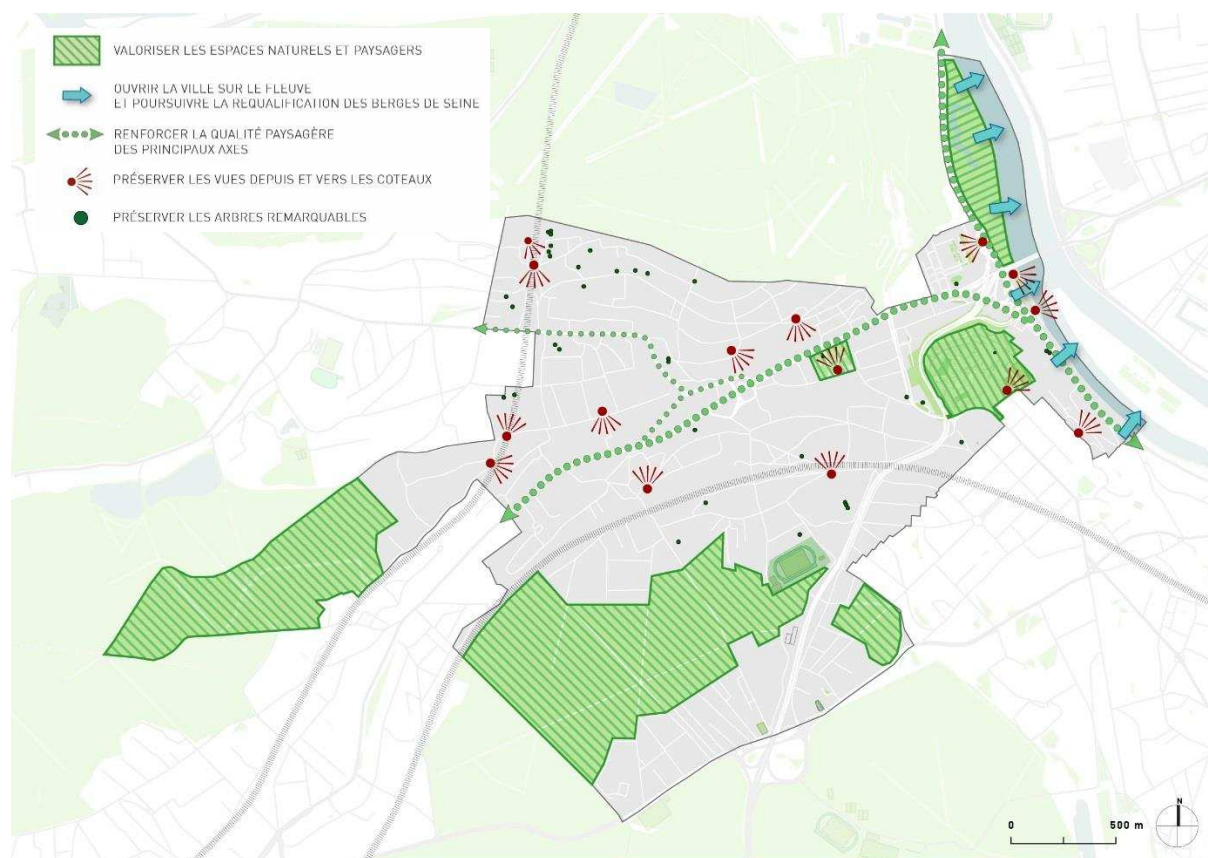 VALORISER LES ESPACES NATURELS ET PAYSAGERS
OUVRIR LA VILLE SUR LE FLEUVE
ET POURSUIVRE LA REQUALIFICATION DES BERGES DE SEINE
RENFORCER LA QUALITÉ PAYSAGÈRE
DES PRINCIPAUX AXES
PRÉSERVER LES VUES DEPUIS ET VERS LES COTEAUX
PRÉSERVER LES ARBRES REMARQUABLES
N
0 500 m